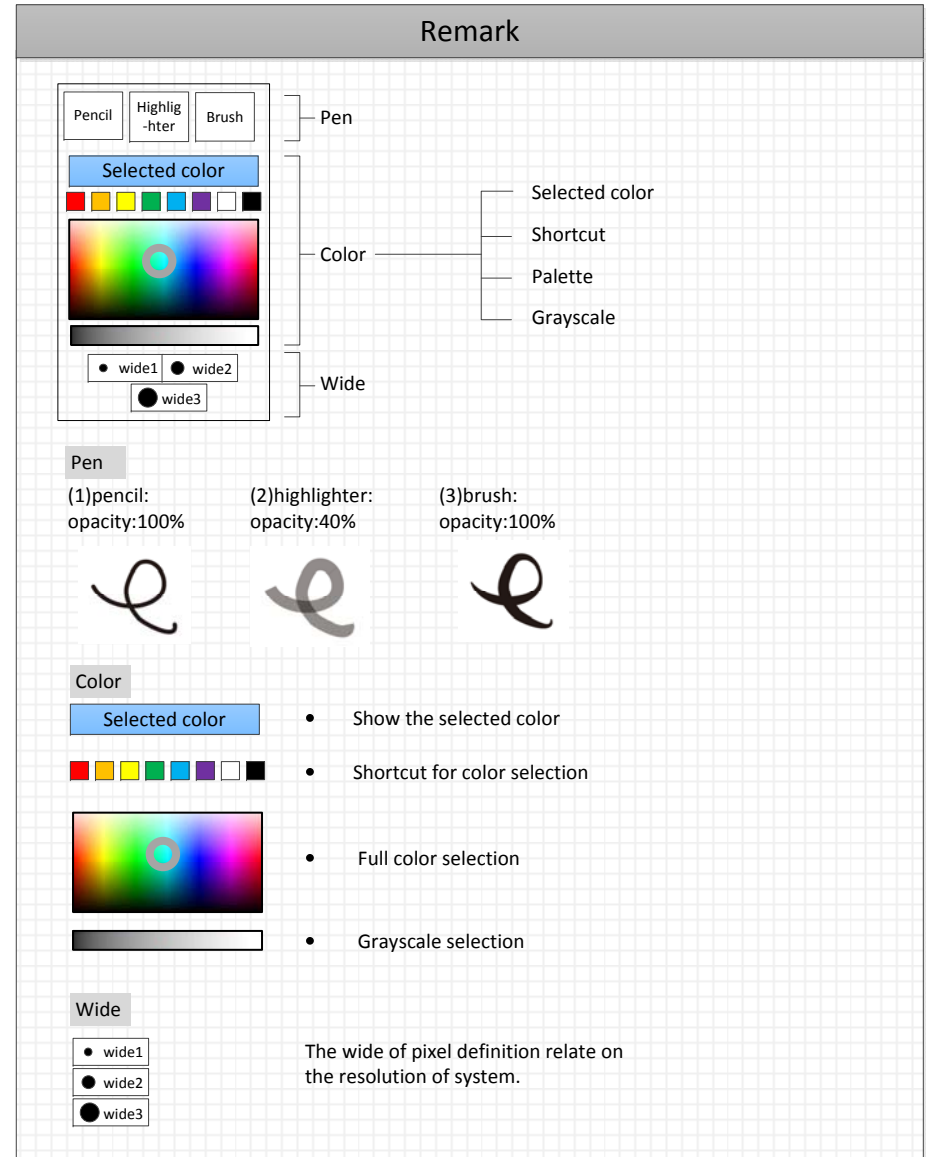 Remark
Pencil
Highlig
-hter
Brush
Pen
Selected color
Color
Selected color
Shortcut
Palette
Grayscale
wide1
wide2
wide3
Wide
Pen
(1)pencil:
opacity:100%
(2)highlighter:
opacity:40%
(3)brush:
opacity:100%
Color
Selected color
• Show the selected color
• Shortcut for color selection
• Full color selection
• Grayscale selection
Wide
wide1
wide2
wide3
The wide of pixel definition relate on
the resolution of system.